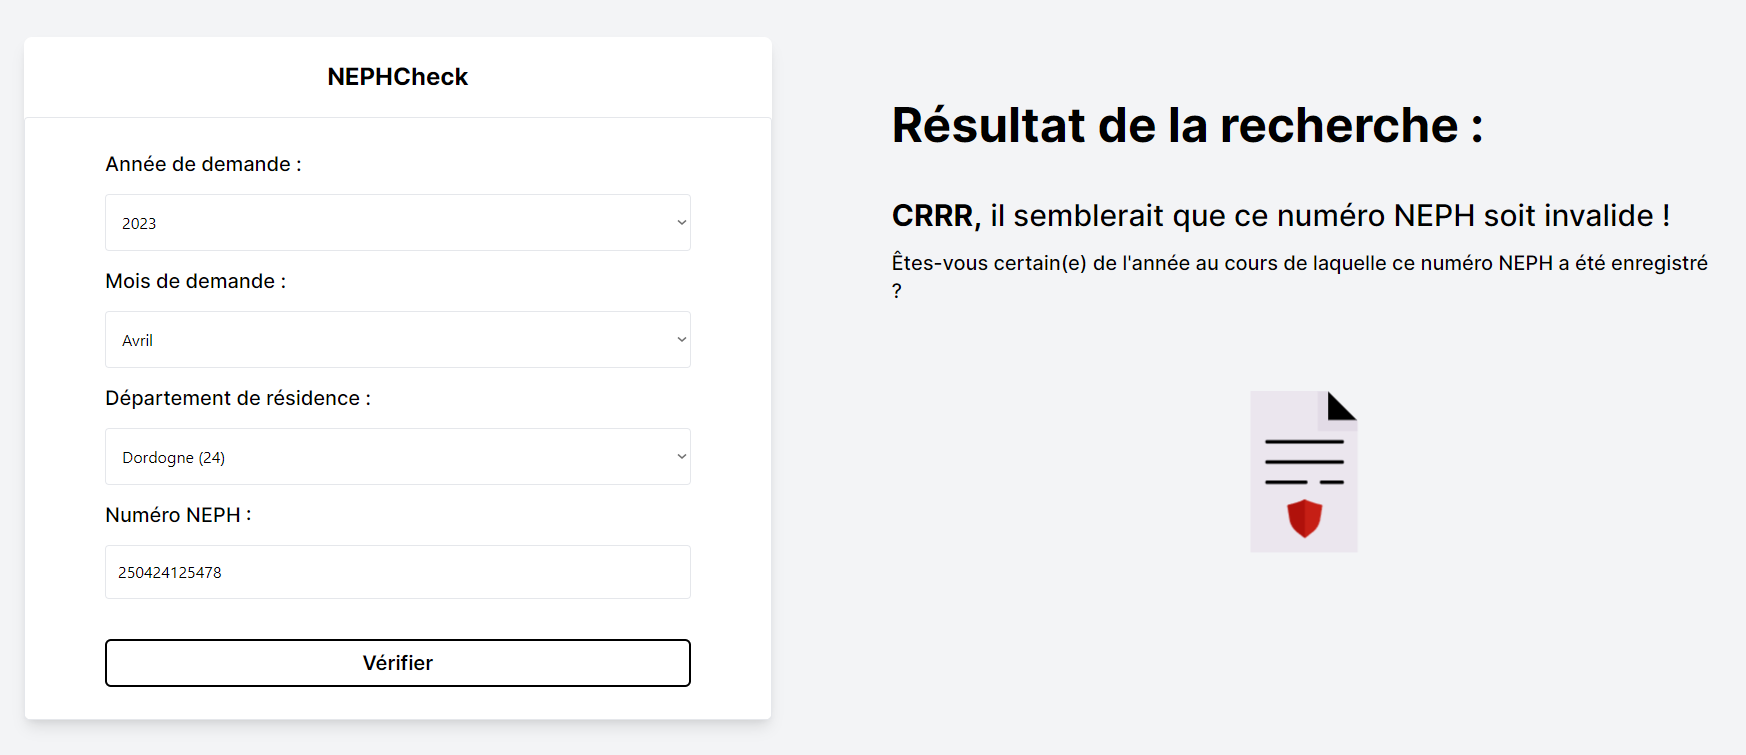 NEPHCheck
Année de demande :
2023
Mois de demande :
Avril
Département de résidence :
Dordogne (24)
Numéro NEPH :
250424125478
Vérifier
Résultat de la recherche :
CRRR, il semblerait que ce numéro NEPH soit invalide !
Êtes-vous certain(e) de l'année au cours de laquelle ce numéro NEPH a été enregistré
?